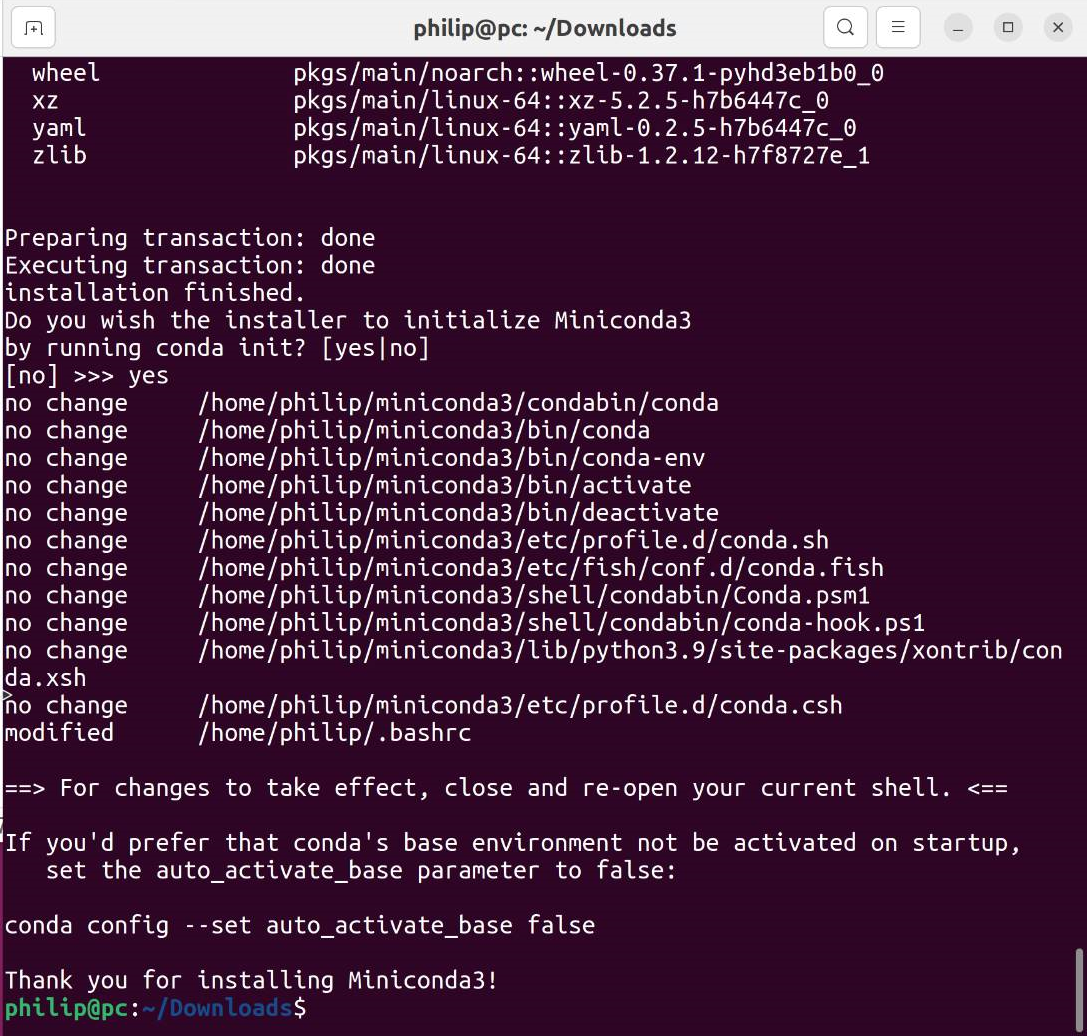 philip@pc: ~/Downloads
wheel pkgs/main/noarch::wheel-0.37.1-pyhd3eb1b0_0
xz pkgs/main/linux-64::xz-5.2.5-h7b6447c_0
yaml pkgs/main/linux-64::yaml-0.2.5-h7b6447c_0
zlib pkgs/main/linux-64::zlib-1.2.12-h7f8727e_1
Preparing transaction: done
Executing transaction: done
installation finished.
Do you wish the installer to initialize Miniconda3
by running conda init? [yes|no]
[no] >>> yes
no change /home/philip/miniconda3/condabin/conda
no change /home/philip/miniconda3/bin/conda
no change /home/philip/miniconda3/bin/conda-env
no change /home/philip/miniconda3/bin/activate
no change /home/philip/miniconda3/bin/deactivate
no change /home/philip/miniconda3/etc/profile.d/conda.sh
no change /home/philip/miniconda3/etc/fish/conf.d/conda.fish
no change /home/philip/miniconda3/shell/condabin/Conda.psm1
no change /home/philip/miniconda3/shell/condabin/conda-hook.ps1
no change /home/philip/miniconda3/lib/python3.9/site-packages/xontrib/con
da.xsh
no change /home/philip/miniconda3/etc/profile.d/conda.csh
modified /home/philip/.bashrc
==> For changes to take effect, close and re-open your current shell. <==
If you'd prefer that conda's base environment not be activated on startup,
set the auto_activate_base parameter to false:
conda config --set auto_activate_base false
Thank you for installing Miniconda3!
philip@pc:~/Downloads$